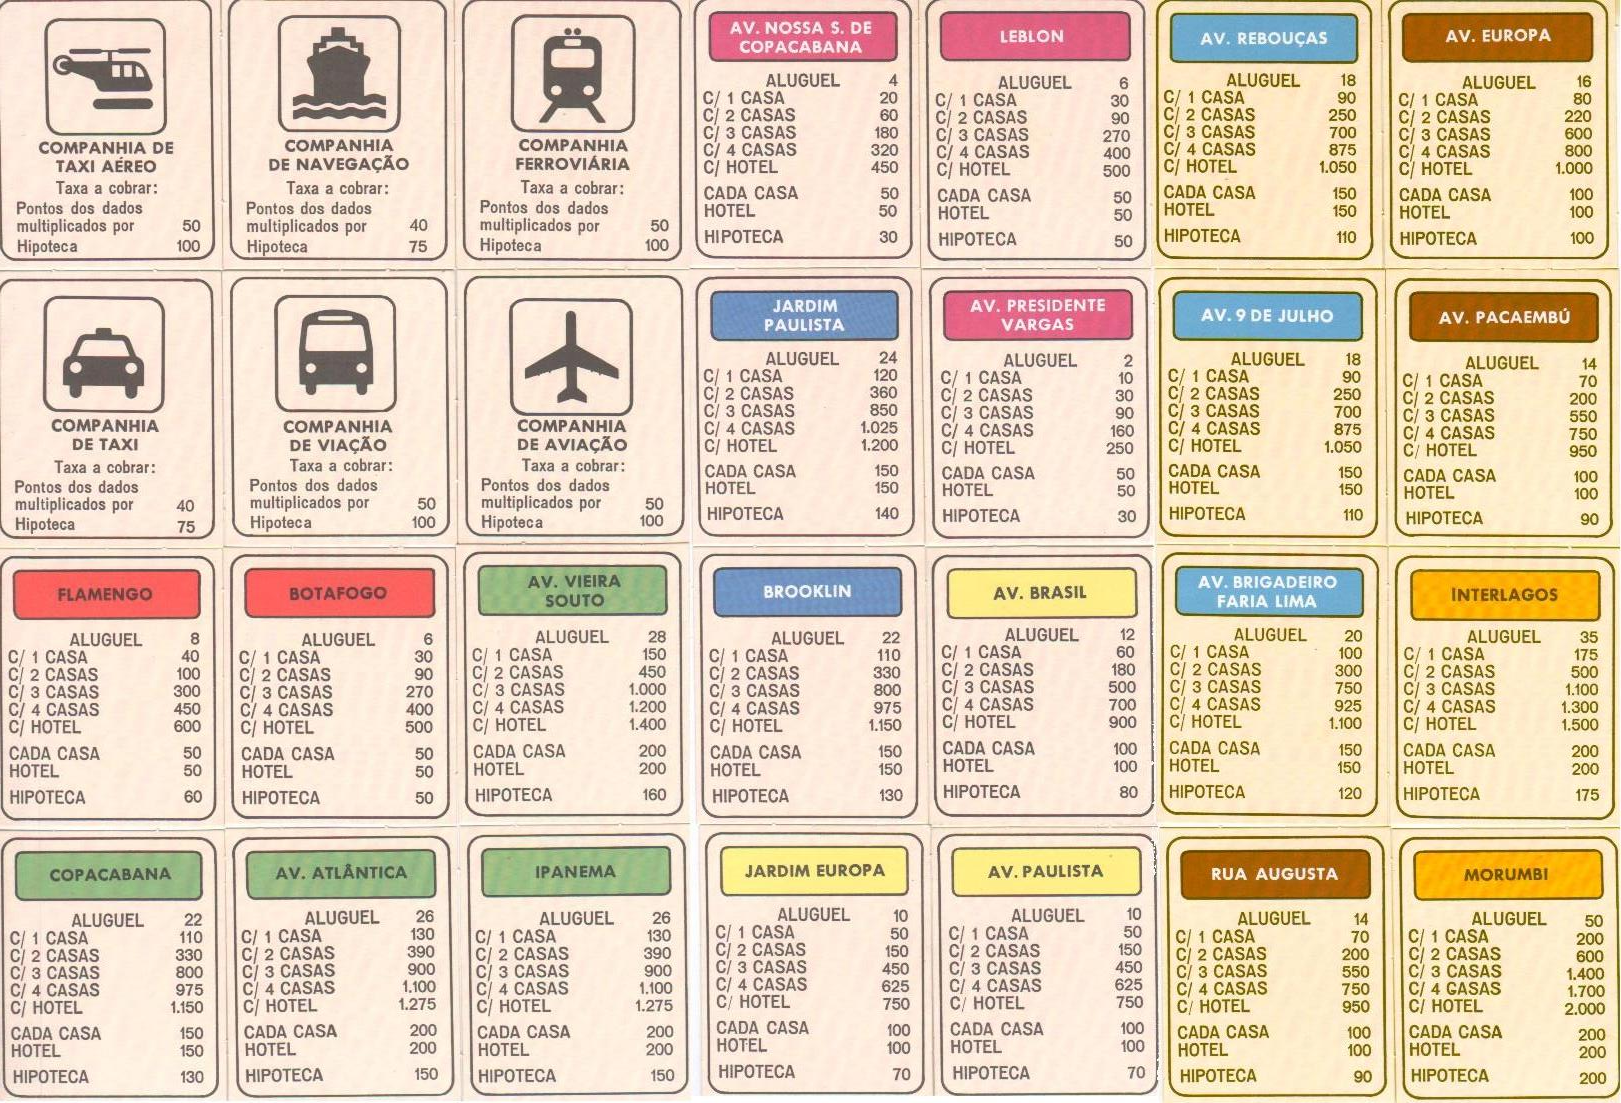 COMPANHIA DE
TAXI AÉREO
Taxa a cobrar:
Pontos dos dados
multiplicados por 50
Hipoteca 100
COMPANHIA
DE NAVEGAÇÃO
Taxa a cobrar:
Pontos dos dados
multiplicados por 40
Hipoteca 75
COMPANHIA
FERROVIÁRIA
Taxa a cobrar:
Pontos dos dados
multiplicados por 50
Hipoteca 100
AV. NOSSA S. DE
COPACABANA
ALUGUEL 4
C/ 1 CASA 20
C/ 2 CASAS 60
C/ 3 CASAS 180
C/ 4 CASAS 320
C/ HOTEL 450
CADA CASA 50
HOTEL 50
HIPOTECA 30
LEBLON
ALUGUEL 6
C/ 1 CASA 30
C/ 2 CASAS 90
C/ 3 CASAS 270
C/ 4 CASAS 400
C/ HOTEL 500
CADA CASA 50
HOTEL 50
HIPOTECA 50
AV. REBOUÇAS
ALUGUEL 18
C/ 1 CASA 90
C/ 2 CASAS 250
C/ 3 CASAS 700
C/ 4 CASAS 875
C/ HOTEL 1.050
CADA CASA 150
HOTEL 150
HIPOTECA 110
AV. EUROPA
ALUGUEL 16
C/ 1 CASA 80
C/ 2 CASAS 220
C/ 3 CASAS 600
C/ 4 CASAS 800
C/ HOTEL 1.000
CADA CASA 100
HOTEL 100
HIPOTECA 100
COMPANHIA
DE TAXI
Taxa a cobrar:
Pontos dos dados
multiplicados por 40
Hipoteca 75
COMPANHIA
DE VIAÇÃO
Taxa a cobrar:
Pontos dos dados
multiplicados por 50
Hipoteca 100
COMPANHIA
DE AVIAÇÃO
Taxa a cobrar:
Pontos dos dados
multiplicados por 50
Hipoteca 100
JARDIM
PAULISTA
ALUGUEL 24
C/ 1 CASA 120
C/ 2 CASAS 360
C/ 3 CASAS 850
C/ 4 CASAS 1.025
C/ HOTEL 1.200
CADA CASA 150
HOTEL 150
HIPOTECA 140
AV. PRESIDENTE
VARGAS
ALUGUEL 2
C/ 1 CASA 10
C/ 2 CASAS 30
C/ 3 CASAS 90
C/ 4 CASAS 160
C/ HOTEL 250
CADA CASA 50
HOTEL 50
HIPOTECA 30
AV. 9 DE JULHO
ALUGUEL 18
C/ 1 CASA 90
C/ 2 CASAS 250
C/ 3 CASAS 700
C/ 4 CASAS 875
C/ HOTEL 1.050
CADA CASA 150
HOTEL 150
HIPOTECA 110
AV. PACAEMBÚ
ALUGUEL 14
C/ 1 CASA 70
C/ 2 CASAS 200
C/ 3 CASAS 550
C/ 4 CASAS 750
C/ HOTEL 950
CADA CASA 100
HOTEL 100
HIPOTECA 90
FLAMENGO
ALUGUEL 8
C/ 1 CASA 40
C/ 2 CASAS 100
C/ 3 CASAS 300
C/ 4 CASAS 450
C/ HOTEL 600
CADA CASA 50
HOTEL 50
HIPOTECA 60
BOTAFOGO
ALUGUEL 6
C/ 1 CASA 30
C/ 2 CASAS 90
C/ 3 CASAS 270
C/ 4 CASAS 400
C/ HOTEL 500
CADA CASA 50
HOTEL 50
HIPOTECA 50
AV. VIEIRA
SOUTO
ALUGUEL 28
C/ 1 CASA 150
C/ 2 CASAS 450
C/ 3 CASAS 1.000
C/ 4 CASAS 1.200
C/ HOTEL 1.400
CADA CASA 200
HOTEL 200
HIPOTECA 160
BROOKLIN
ALUGUEL 22
C/ 1 CASA 110
C/ 2 CASAS 330
C/ 3 CASAS 800
C/ 4 CASAS 975
C/ HOTEL 1.150
CADA CASA 150
HOTEL 150
HIPOTECA 130
AV. BRASIL
ALUGUEL 12
C/ 1 CASA 60
C/ 2 CASAS 180
C/ 3 CASAS 500
C/ 4 CASAS 700
C/ HOTEL 900
CADA CASA 100
HOTEL 100
HIPOTECA 80
AV. BRIGADEIRO
FARIA LIMA
ALUGUEL 20
C/ 1 CASA 100
C/ 2 CASAS 300
C/ 3 CASAS 750
C/ 4 CASAS 925
C/ HOTEL 1.100
CADA CASA 150
HOTEL 150
HIPOTECA 120
INTERLAGOS
ALUGUEL 35
C/ 1 CASA 175
C/ 2 CASAS 500
C/ 3 CASAS 1.100
C/ 4 CASAS 1.300
C/ HOTEL 1.500
CADA CASA 200
HOTEL 200
HIPOTECA 175
COPACABANA
ALUGUEL 22
C/ 1 CASA 110
C/ 2 CASAS 330
C/ 3 CASAS 800
C/ 4 CASAS 975
C/ HOTEL 1.150
CADA CASA 150
HOTEL 150
HIPOTECA 130
AV. ATLÂNTICA
ALUGUEL 26
C/ 1 CASA 130
C/ 2 CASAS 390
C/ 3 CASAS 900
C/ 4 CASAS 1.100
C/ HOTEL 1.275
CADA CASA 200
HOTEL 200
HIPOTECA 150
IPANEMA
ALUGUEL 26
C/ 1 CASA 130
C/ 2 CASAS 390
C/ 3 CASAS 900
C/ 4 CASAS 1.100
C/ HOTEL 1.275
CADA CASA 200
HOTEL 200
HIPOTECA 150
JARDIM EUROPA
ALUGUEL 10
C/ 1 CASA 50
C/ 2 CASAS 150
C/ 3 CASAS 450
C/ 4 CASAS 625
C/ HOTEL 750
CADA CASA 100
HOTEL 100
HIPOTECA 70
AV. PAULISTA
ALUGUEL 10
C/ 1 CASA 50
C/ 2 CASAS 150
C/ 3 CASAS 450
C/ 4 CASAS 625
C/ HOTEL 750
CADA CASA 100
HOTEL 100
HIPOTECA 70
RUA AUGUSTA
ALUGUEL 14
C/ 1 CASA 70
C/ 2 CASAS 200
C/ 3 CASAS 550
C/ 4 CASAS 750
C/ HOTEL 950
CADA CASA 100
HOTEL 100
HIPOTECA 90
MORUMBI
ALUGUEL 50
C/ 1 CASA 200
C/ 2 CASAS 600
C/ 3 CASAS 1.400
C/ 4 GASAS 1.700
C/ HOTEL 2.000
CADA CASA 200
HOTEL 200
HIPOTECA 200